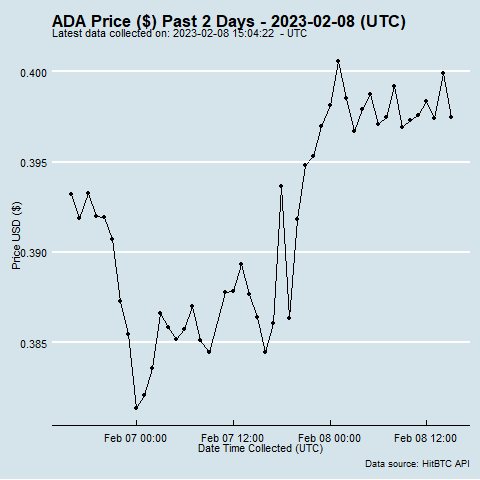 ADA Price ($) Past 2 Days - 2023-02-08 (UTC)
Latest data collected on: 2023-02-08 15:04:22  - UTC
0.400
0.395
0.390
0.385
Price USD ($)
Feb 07 00:00
Feb 07 12:00
Feb 08 00:00
Feb 08 12:00
Date Time Collected (UTC)
Data source: HitBTC API